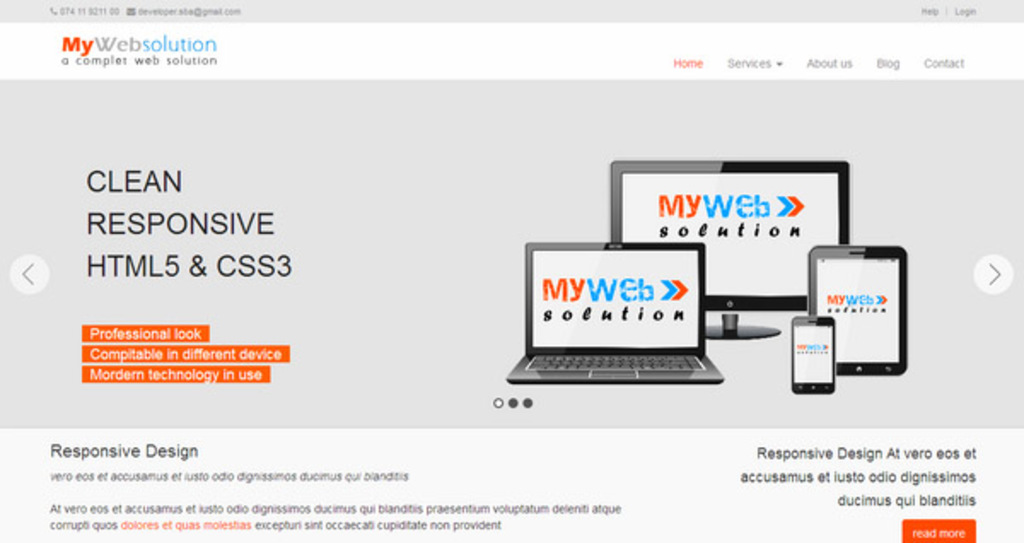 074 11 9211 00 developer.sba@gmail.com
Help | Login
MyWebsolution
a complet web solution
Home Services About us Blog Contact
CLEAN
RESPONSIVE
HTML5 & CSS3
Professional look
Compitable in different device
Mordern technology in use
MyWeb
solution
MyWeb
solution
MyWeb
solution
MyWeb
solution
Responsive Design
vero eos et accusamus et iusto odio dignissimos ducimus qui blanditiis
At vero eos et accusamus et iusto odio dignissimos ducimus qui blanditiis praesentium voluptatum deleniti atque
corrupti quos dolores et quas molestias excepturi sint occaecati cupiditate non provident
Responsive Design At vero eos et
accusamus et iusto odio dignissimos
ducimus qui blanditiis
read more